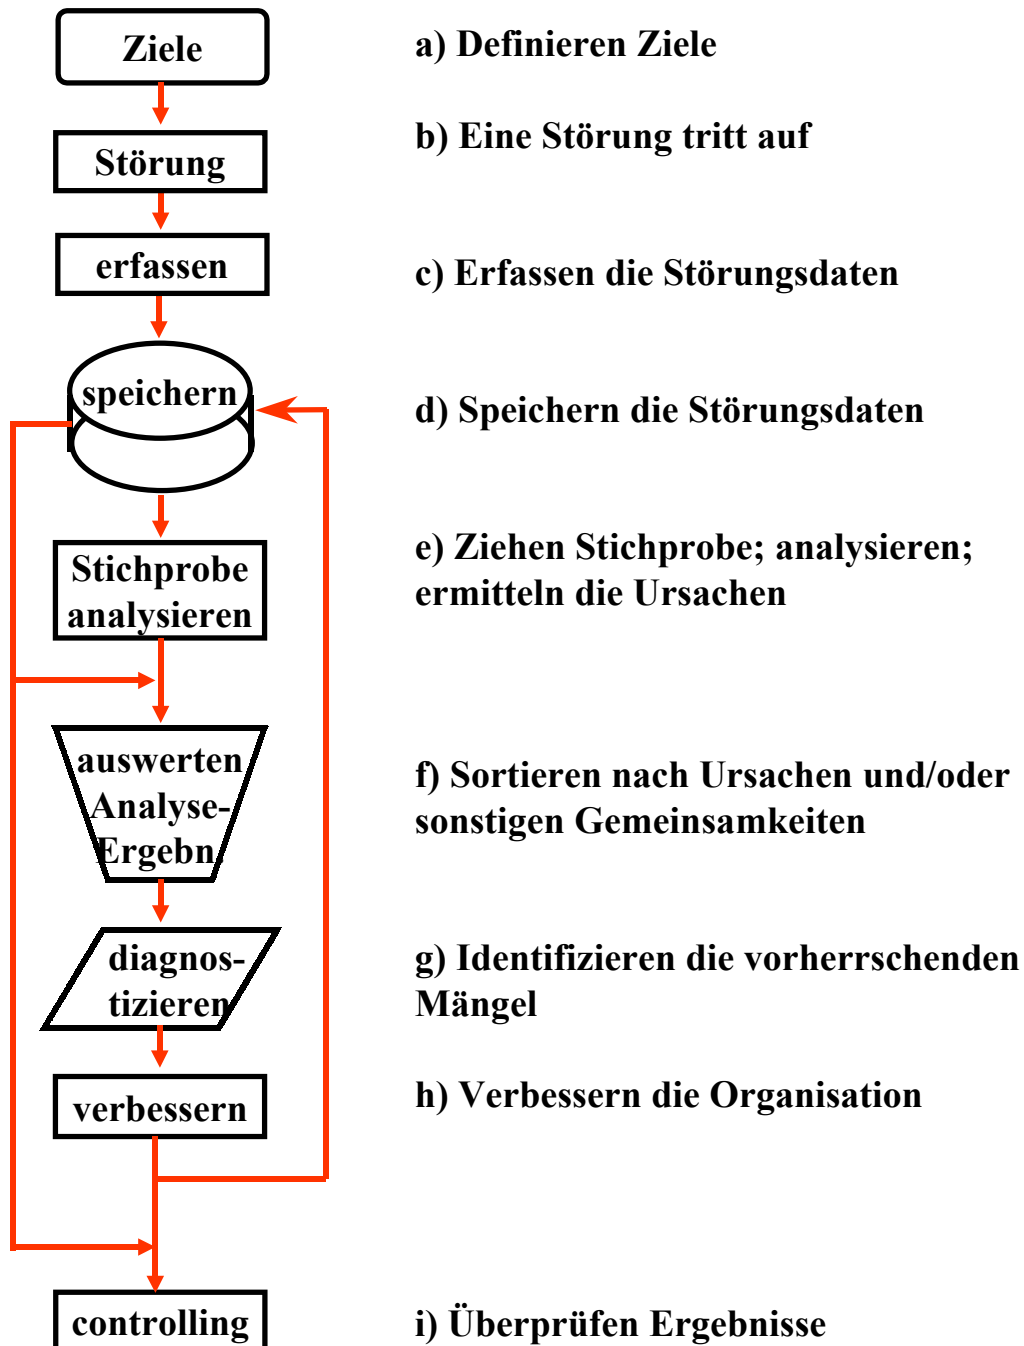 Ziele
a) Definieren Ziele
Störung
b) Eine Störung tritt auf
erfassen
c) Erfassen die Störungsdaten
speichern
d) Speichern die Störungsdaten
Stichprobe
analysieren
e) Ziehen Stichprobe; analysieren;
ermitteln die Ursachen
auswerten
Analyse-
Ergebn.
f) Sortieren nach Ursachen und/oder
sonstigen Gemeinsamkeiten
diagnos-
tizieren
g) Identifizieren die vorherrschenden
Mängel
verbessern
h) Verbessern die Organisation
controlling
i) Überprüfen Ergebnisse